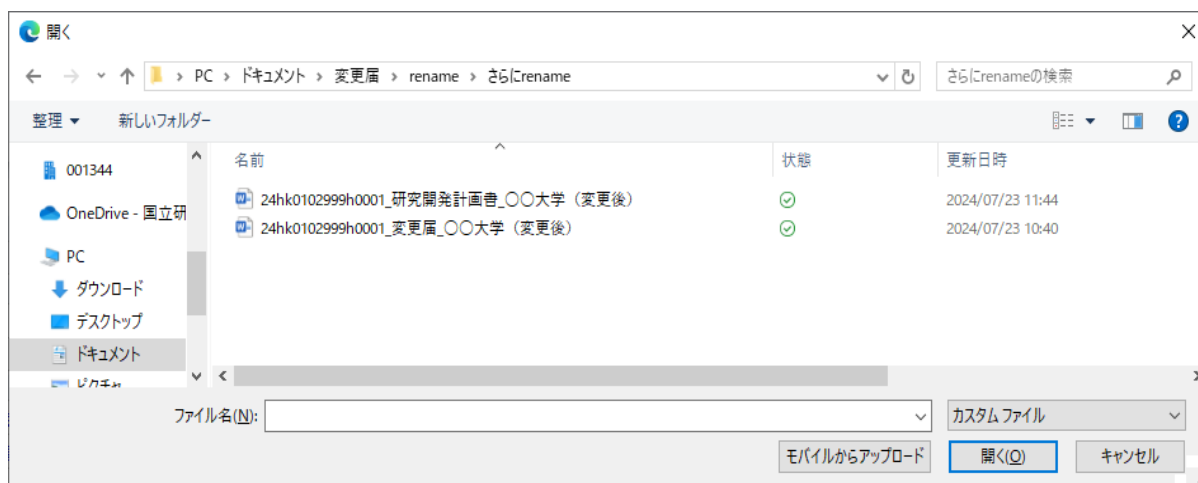 開く
PC > ドキュメント > 変更届 > rename > さらにrename
さらにrenameの検索
整理 新しいフォルダー
名前 状態 更新日時
001344
OneDrive - 国立研
PC
ダウンロード
デスクトップ
ドキュメント
ピクチャ
24hk0102999h0001_研究開発計画書_〇〇大学（変更後） 2024/07/23 11:44
24hk0102999h0001_変更届_〇〇大学（変更後） 2024/07/23 10:40
ファイル名(N): カスタム ファイル
モバイルからアップロード 開く(O) キャンセル